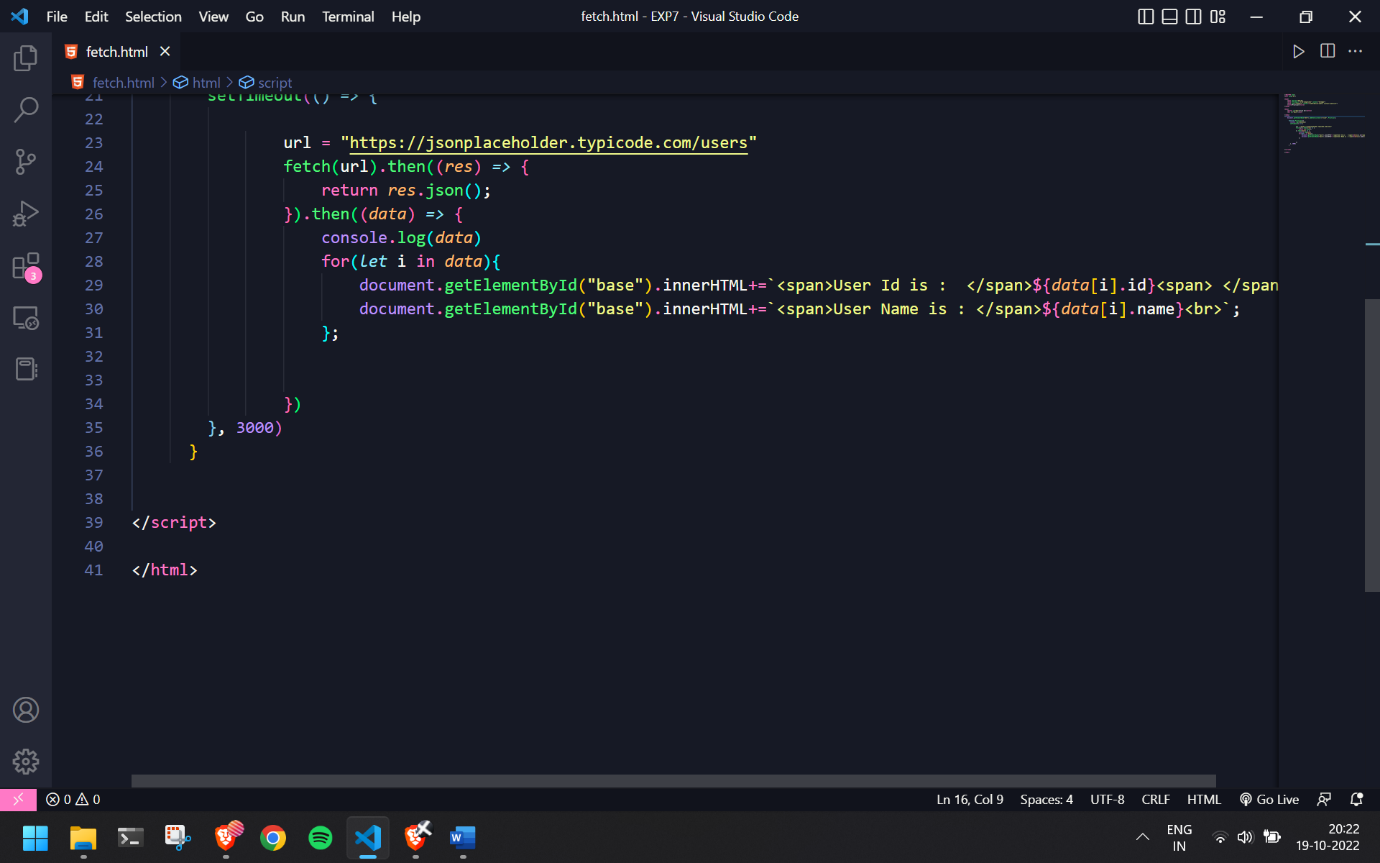 File Edit Selection View Go Run Terminal Help
fetch.html - EXP7 - Visual Studio Code
fetch.html
fetch.html > html > script
21 setTimeout(() => {
22
23 url = "https://jsonplaceholder.typicode.com/users"
24 fetch(url).then((res) => {
25 return res.json();
26 }).then((data) => {
27 console.log(data)
28 for(let i in data){
29 document.getElementById("base").innerHTML+=`<span>User Id is :  </span>${data[i].id}<span> </span
30 document.getElementById("base").innerHTML+=`<span>User Name is : </span>${data[i].name}<br>`;
31 };
32
33
34 })
35 }, 3000)
36 }
37
38
39 </script>
40
41 </html>
3
0 0
Ln 16, Col 9 Spaces: 4 UTF-8 CRLF HTML Go Live
ENG
IN
20:22
19-10-2022